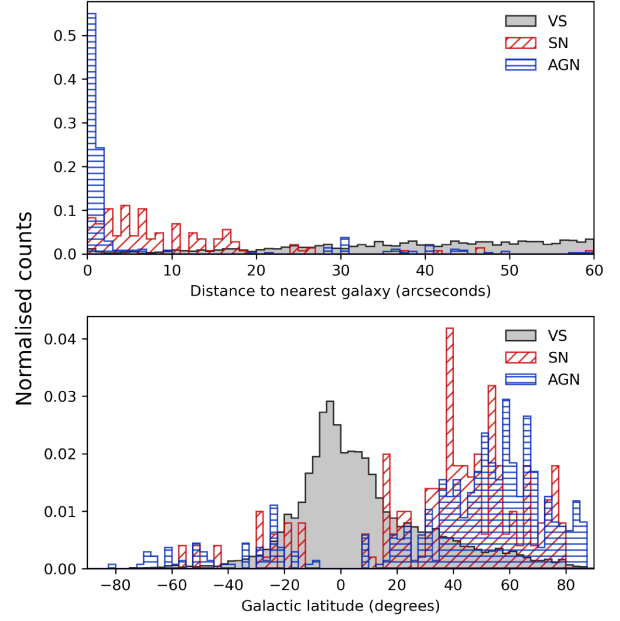 VS
SN
AGN
0.5
0.4
0.3
0.2
0.1
0.0
0 10 20 30 40 50 60
Distance to nearest galaxy (arcseconds)
Normalised counts
VS
SN
AGN
0.04
0.03
0.02
0.01
0.00
−80 −60 −40 −20 0 20 40 60 80
Galactic latitude (degrees)